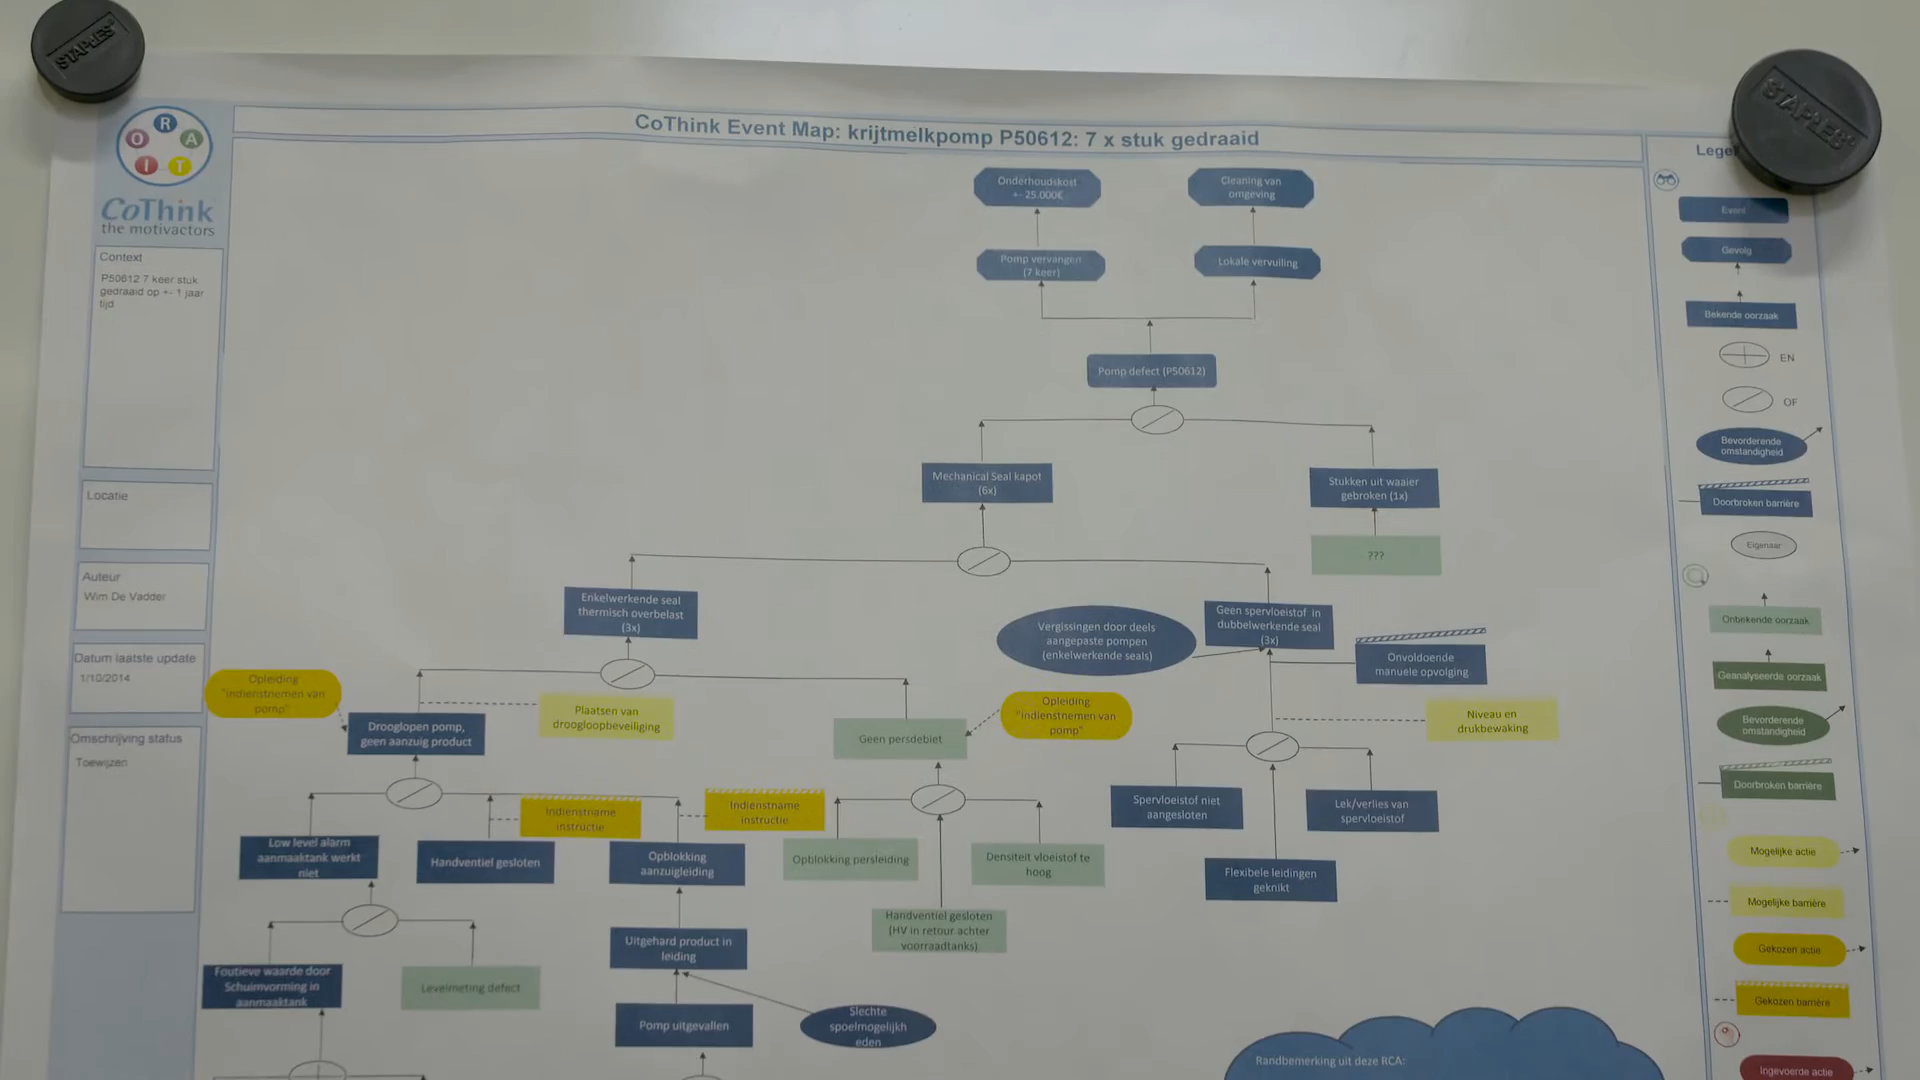 STAPLES
STAPLES
R
O
A
I
T
CoThink
the motivactors
CoThink Event Map: krijtmelkpomp P50612: 7 x stuk gedraaid
Context
P50612 7 keer stuk
gedraaid op +- 1 jaar
tijd
Locatie
Auteur
Wim De Vadder
Datum laatste update
1/10/2014
Omschrijving status
Toewijzen
Onderhoudskost
+- 25.000€
Cleaning van
omgeving
Pomp vervangen
(7 keer)
Lokale vervuiling
Pomp defect (P50612)
Mechanical Seal kapot
(6x)
Stukken uit waaier
gebroken (1x)
???
Enkelwerkende seal
thermisch overbelast
(3x)
Vergissingen door deels
aangepaste pompen
(enkelwerkende seals)
Geen spervloeistof in
dubbelwerkende seal
(3x)
Onvoldoende
manuele opvolging
Opleiding
"indienstnemen van
pomp"
Drooglopen pomp,
geen aanzuig product
Plaatsen van
droogloopbeveiliging
Geen persdebiet
Opleiding
"indienstnemen van
pomp"
Niveau en
drukbewaking
Indienstname
instructie
Indienstname
instructie
Spervloeistof niet
aangesloten
Lek/verlies van
spervloeistof
Low level alarm
aanmaaktank werkt
niet
Handventiel gesloten
Opblokking
aanzuigleiding
Opblokking persleiding
Densiteit vloeistof te
hoog
Flexibele leidingen
geknikt
Handventiel gesloten
(HV in retour achter
voorraadtanks)
Uitgehard product in
leiding
Foutieve waarde door
Schuimvorming in
aanmaaktank
Levelmeting defect
Pomp uitgevallen
Slechte
spoelmogelijkh
eden
Randbemerking uit deze RCA:
Event
Gevolg
Bekende oorzaak
EN
OF
Bevorderende
omstandigheid
Doorbroken barrière
Eigenaar
Onbekende oorzaak
Geanalyseerde oorzaak
Bevorderende
omstandigheid
Doorbroken barrière
Mogelijke actie
Mogelijke barrière
Gekozen actie
Gekozen barrière
Ingevoerde actie